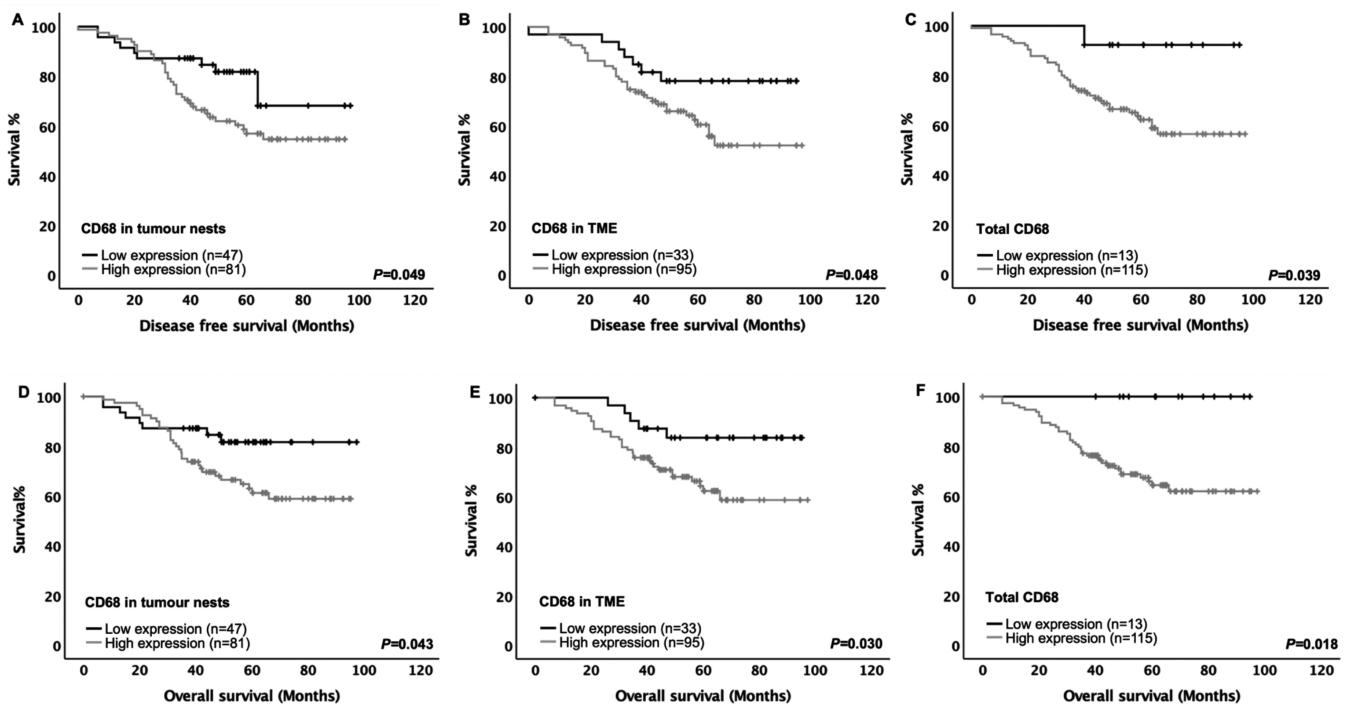 A
100
80
60
40
20
0
Survival %
CD68 in tumour nests
Low expression (n=47)
High expression (n=81)
P=0.049
0 20 40 60 80 100 120
Disease free survival (Months)
B
100
80
60
40
20
0
Survival %
CD68 in TME
Low expression (n=33)
High expression (n=95)
P=0.048
0 20 40 60 80 100 120
Disease free survival (Months)
C
100
80
60
40
20
0
Survival %
Total CD68
Low expression (n=13)
High expression (n=115)
P=0.039
0 20 40 60 80 100 120
Disease free survival (Months)
D
100
80
60
40
20
0
Survival%
CD68 in tumour nests
Low expression (n=47)
High expression (n=81)
P=0.043
0 20 40 60 80 100 120
Overall survival (Months)
E
100
80
60
40
20
0
Survival %
CD68 in TME
Low expression (n=33)
High expression (n=95)
P=0.030
0 20 40 60 80 100 120
Overall survival (Months)
F
100
80
60
40
20
0
Survival %
Total CD68
Low expression (n=13)
High expression (n=115)
P=0.018
0 20 40 60 80 100 120
Overall survival (Months)